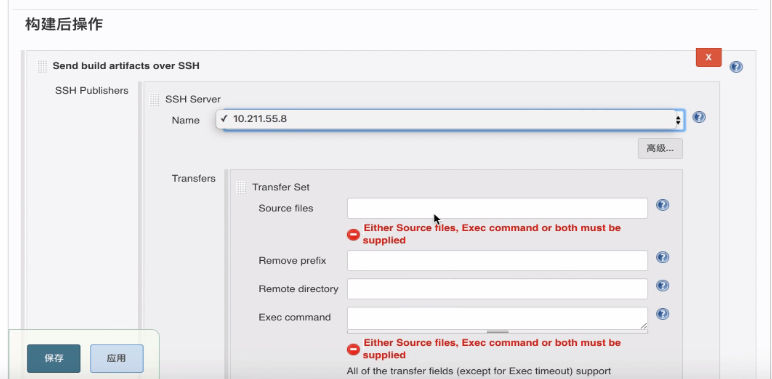 构建后操作
Send build artifacts over SSH
X
SSH Publishers
SSH Server
Name
✓ 10.211.55.8
高级...
Transfers
Transfer Set
Source files
Either Source files, Exec command or both must be
supplied
Remove prefix
Remote directory
Exec command
Either Source files, Exec command or both must be
supplied
All of the transfer fields (except for Exec timeout) support
保存
应用